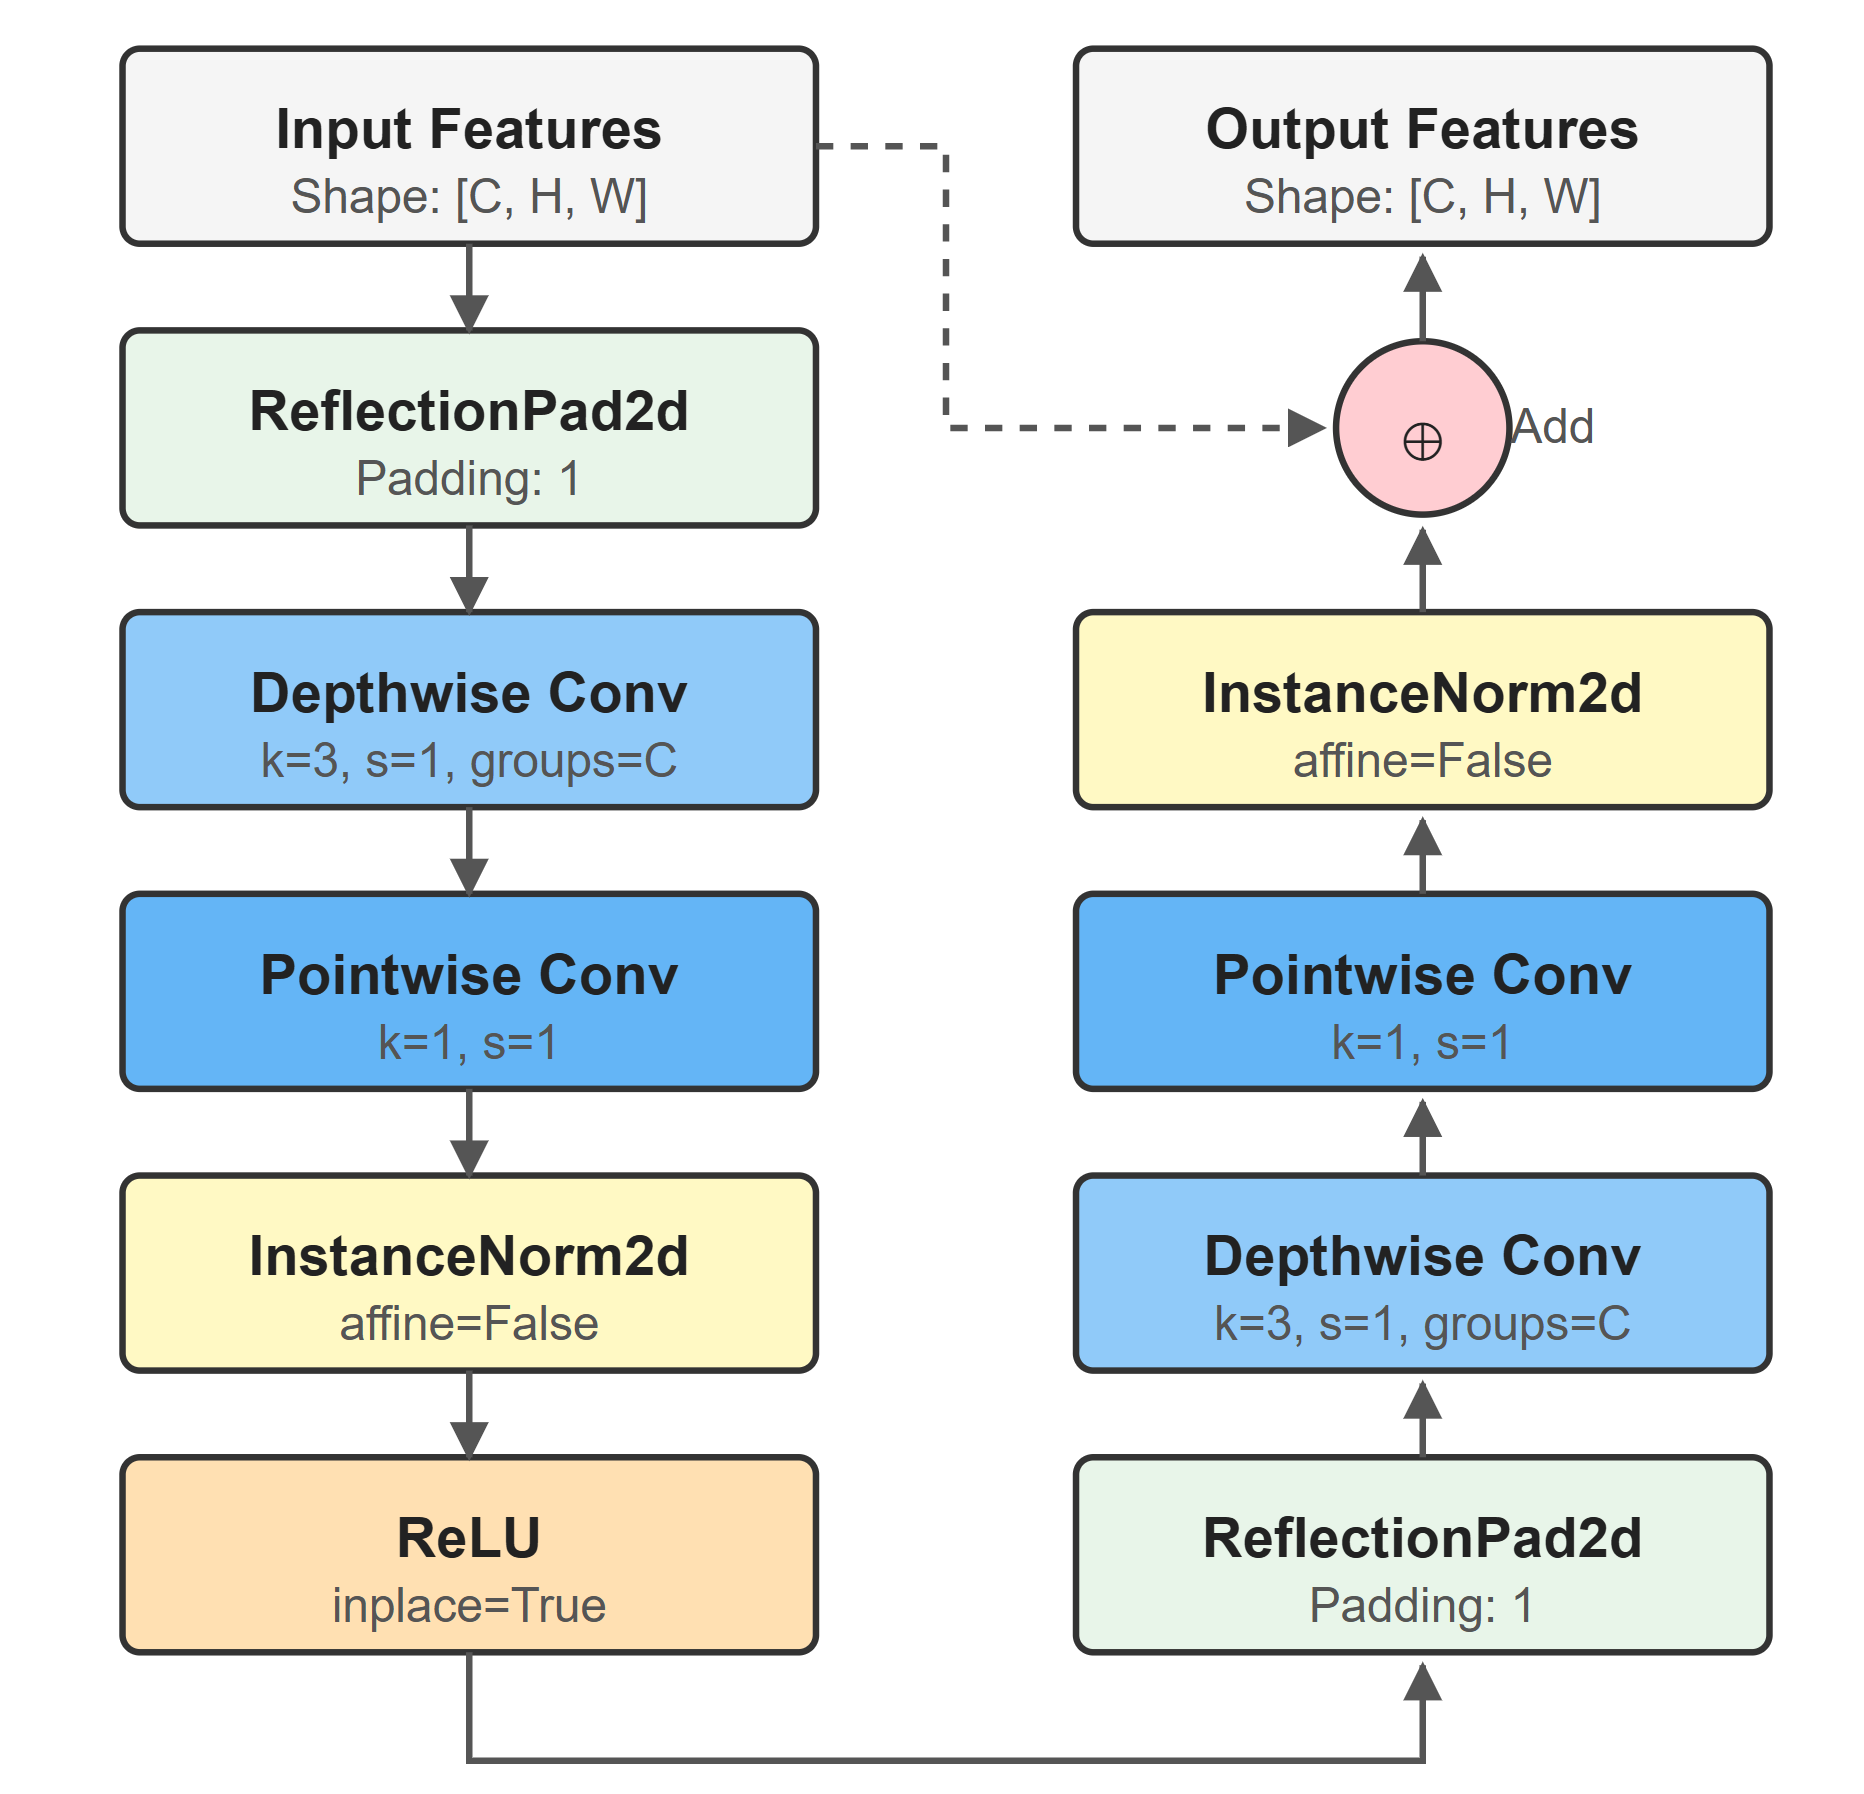 Input Features
Shape: [C, H, W]
ReflectionPad2d
Padding: 1
Depthwise Conv
k=3, s=1, groups=C
Pointwise Conv
k=1, s=1
InstanceNorm2d
affine=False
ReLU
inplace=True
Output Features
Shape: [C, H, W]
⊕ Add
InstanceNorm2d
affine=False
Pointwise Conv
k=1, s=1
Depthwise Conv
k=3, s=1, groups=C
ReflectionPad2d
Padding: 1